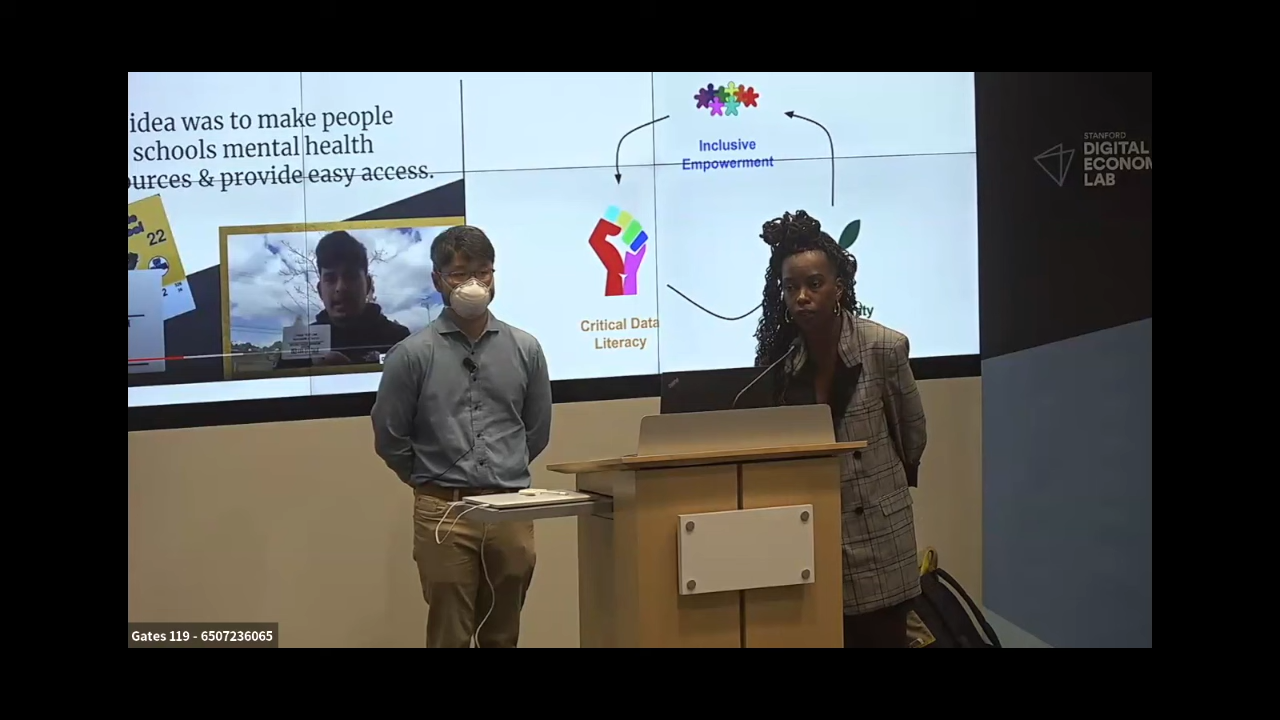 idea was to make people
schools mental health
ources & provide easy access.
22
Inclusive
Empowerment
Critical Data
Literacy
STANFORD
DIGITAL
ECONOM
LAB
Gates 119 - 6507236065